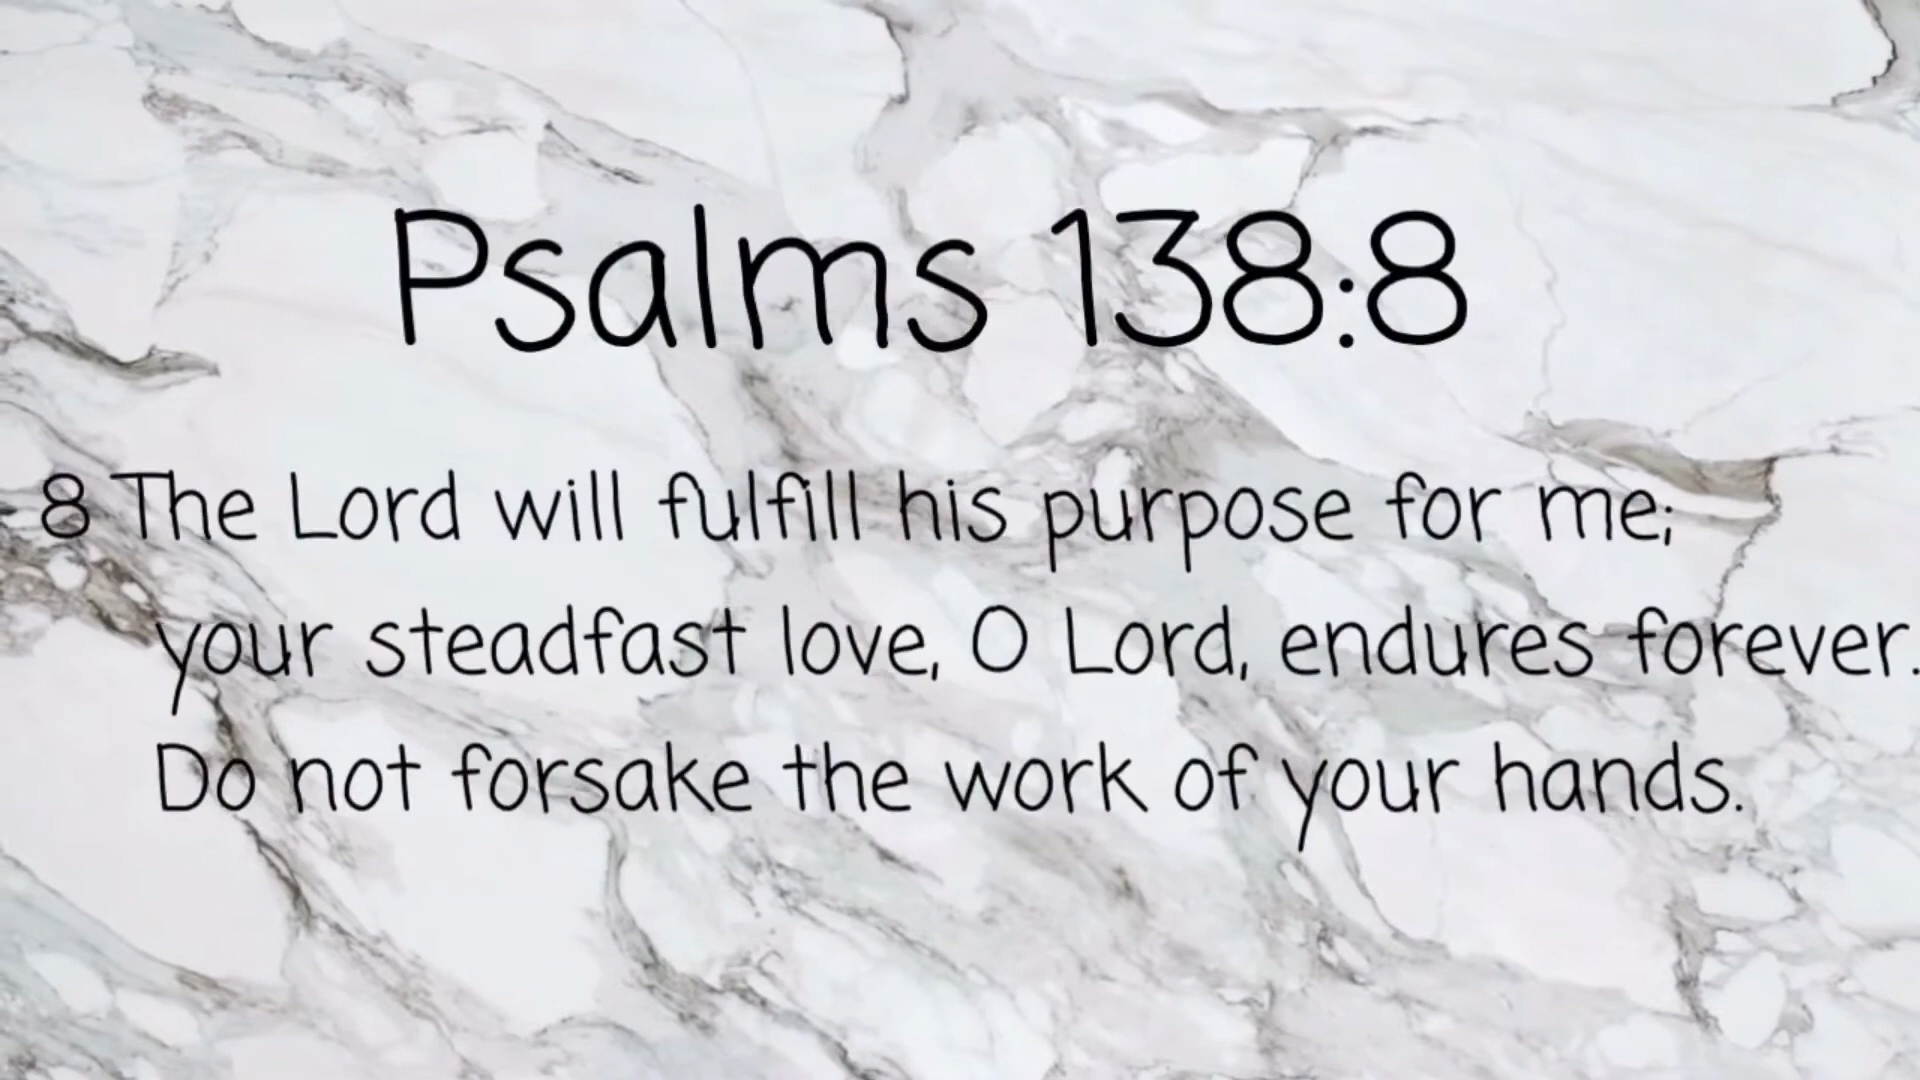 Psalms 138:8
8 The Lord will fulfill his purpose for me;
your steadfast love, O Lord, endures forever.
Do not forsake the work of your hands.